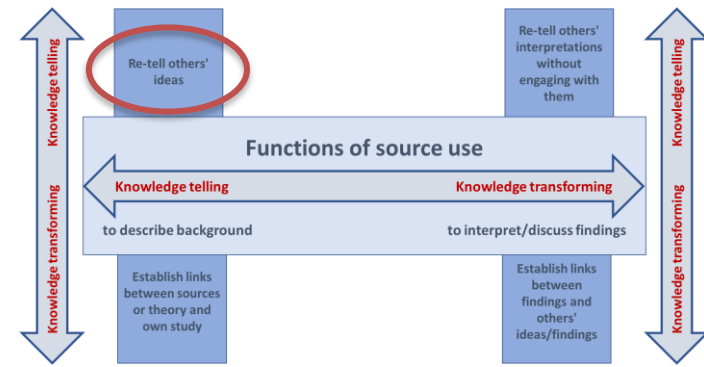 Knowledge telling
Knowledge transforming
Re-tell others'
ideas
Re-tell others'
interpretations
without
engaging with
them
Knowledge telling
Knowledge transforming
Functions of source use
Knowledge telling
Knowledge transforming
to describe background
to interpret/discuss findings
Establish links
between sources
or theory and
own study
Establish links
between
findings and
others'
ideas/findings